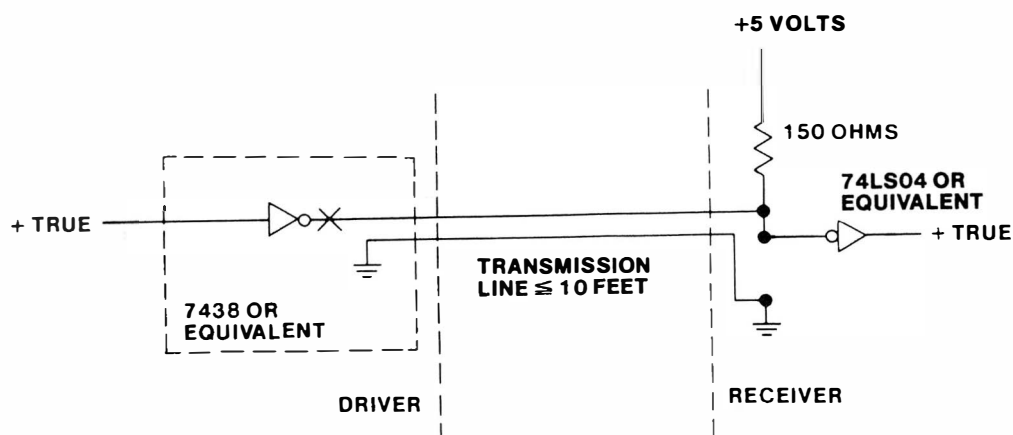 +5 VOLTS
150 OHMS
74LS04 OR
EQUIVALENT
+ TRUE
+ TRUE
TRANSMISSION
LINE ≦ 10 FEET
7438 OR
EQUIVALENT
DRIVER
RECEIVER